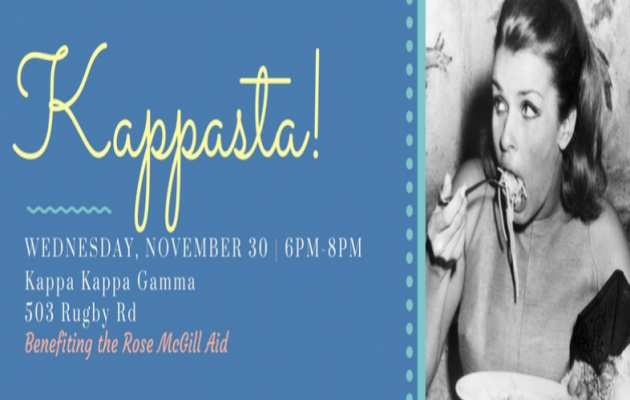 Kappasta!
WEDNESDAY, NOVEMBER 30 | 6PM-8PM
Kappa Kappa Gamma
503 Rugby Rd
Benefiting the Rose McGill Aid